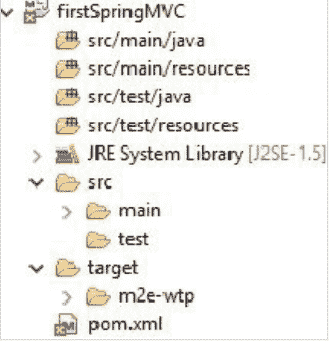 firstSpringMVC
src/main/java
src/main/resources
src/test/java
src/test/resources
JRE System Library [J2SE-1.5]
src
main
test
target
m2e-wtp
pom.xml